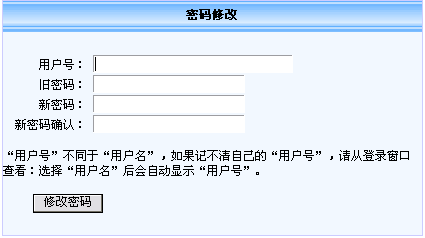 密码修改
用户号：
旧密码：
新密码：
新密码确认：
“用户号”不同于“用户名”，如果记不清自己的“用户号”，请从登录窗口
查看：选择“用户名”后会自动显示“用户号”。
修改密码